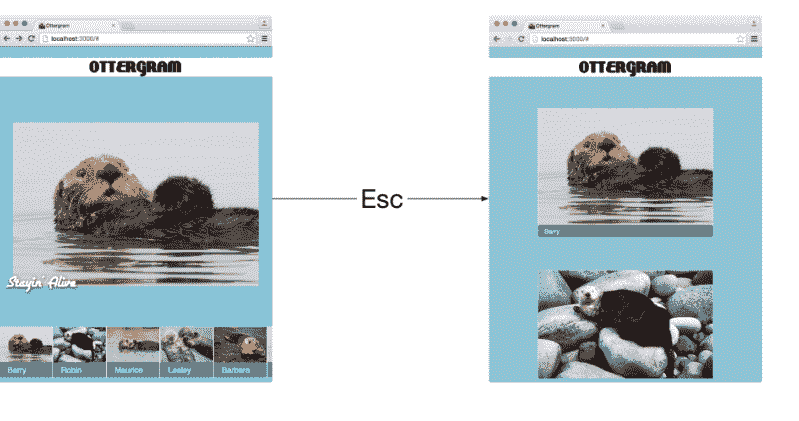 Ottergram
localhost:3000/#
OTTERGRAM
Stayin' Alive
Barry
Robin
Maurice
Lesley
Barbara
Esc
Ottergram
localhost:3000/#
OTTERGRAM
Barry